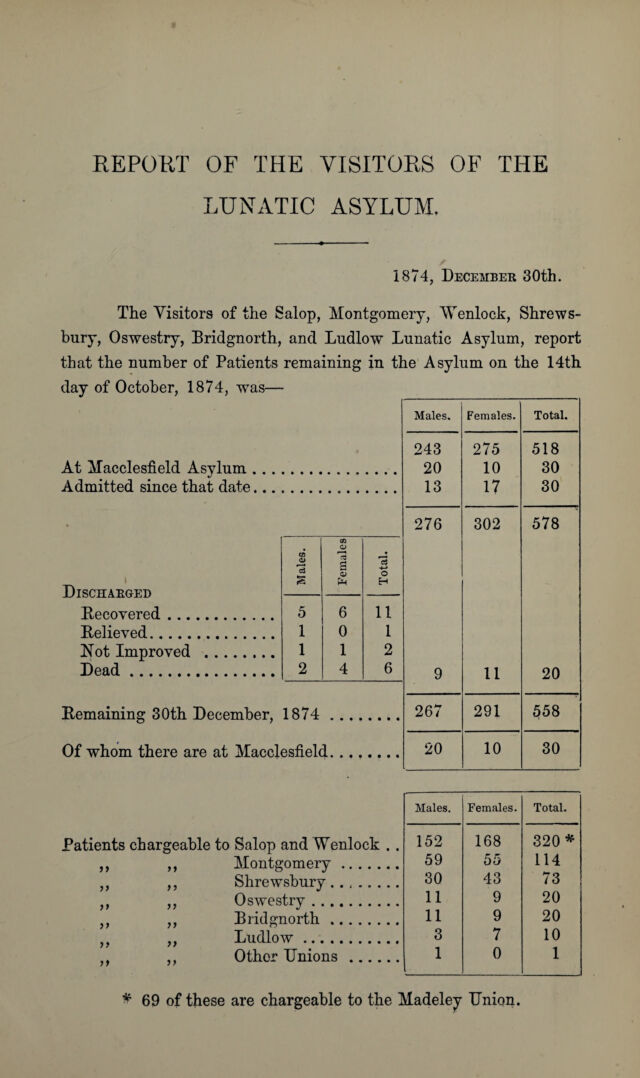 REPORT OF THE VISITORS OF THE
LUNATIC ASYLUM.
1874, December 30th.
The Visitors of the Salop, Montgomery, Wenlock, Shrews-
bury, Oswestry, Bridgnorth, and Ludlow Lunatic Asylum, report
that the number of Patients remaining in the Asylum on the 14th
day of October, 1874, was—
Males. Females. Total.
243 275 518
At Macclesfield Asylum ................ 20 10 30
Admitted since that date ................ 13 17 30
276 302 578
Males. Females Total.
Discharged
Recovered ............ 5 6 11
Relieved .............. 1 0 1
Not Improved ........ 1 1 2
Dead ................ 2 4 6 9 11 20
Remaining 30th December, 1874 ........ 267 291 558
Of whom there are at Macclesfield ........ 20 10 30
Males. Females. Total.
Patients chargeable to Salop and Wenlock .. 152 168 320 *
,, ,, Montgomery ....... 59 55 114
,, ,, Shrewsbury ........ 30 43 73
,, ,, Oswestry .......... 11 9 20
,, ,, Bridgnorth ........ 11 9 20
,, ,, Ludlow ........... 3 7 10
,, ,, Other Unions ...... 1 0 1
* 69 of these are chargeable to the Madeley Union.